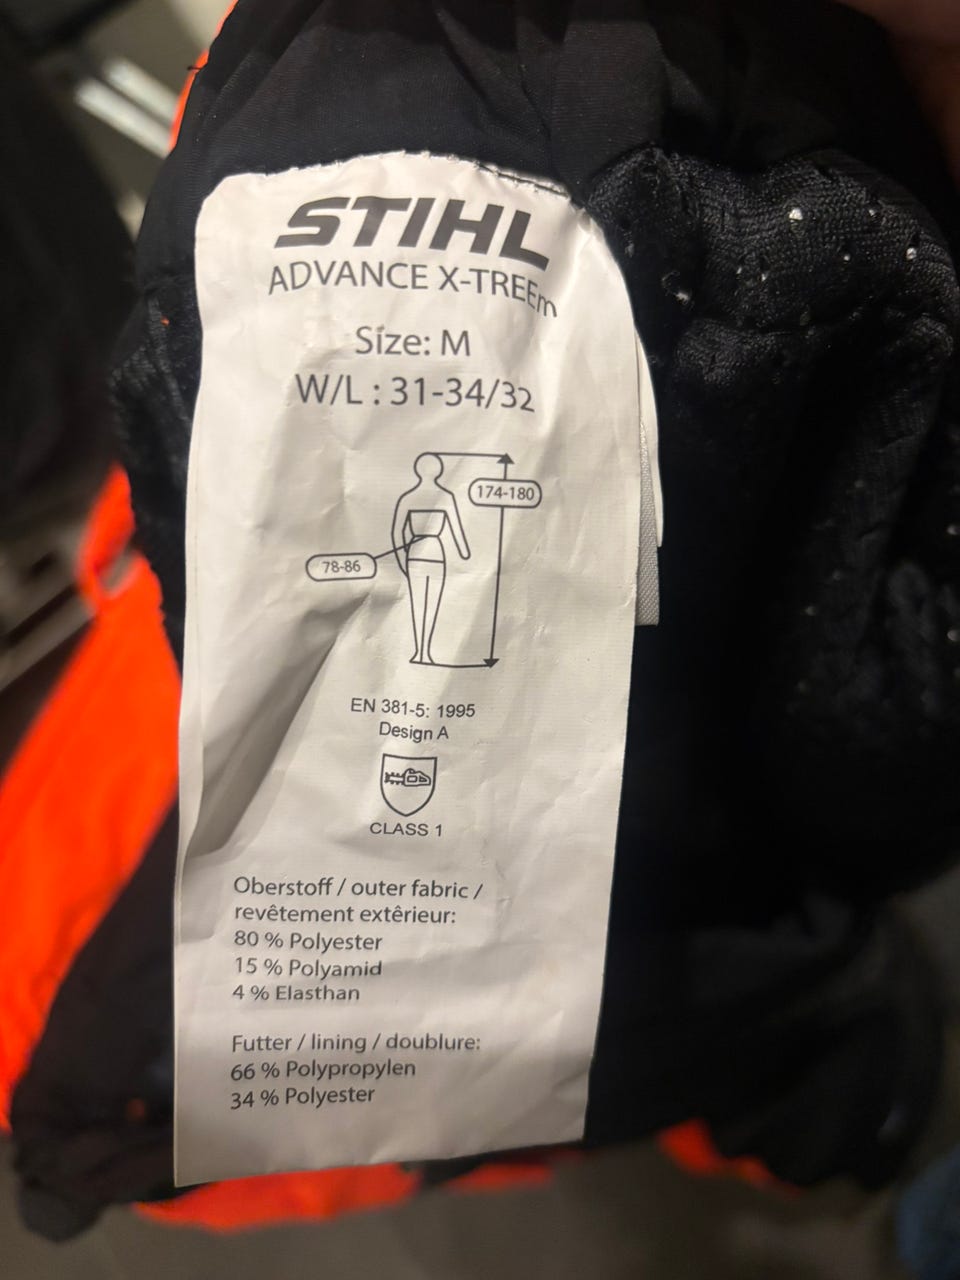 STIHL
ADVANCE X-TREEm
Size: M
W/L : 31-34/32
174-180
78-86
EN 381-5: 1995
Design A
CLASS 1
Oberstoff / outer fabric /
revêtement extêrieur:
80 % Polyester
15 % Polyamid
4 % Elasthan
Futter / lining / doublure:
66 % Polypropylen
34 % Polyester